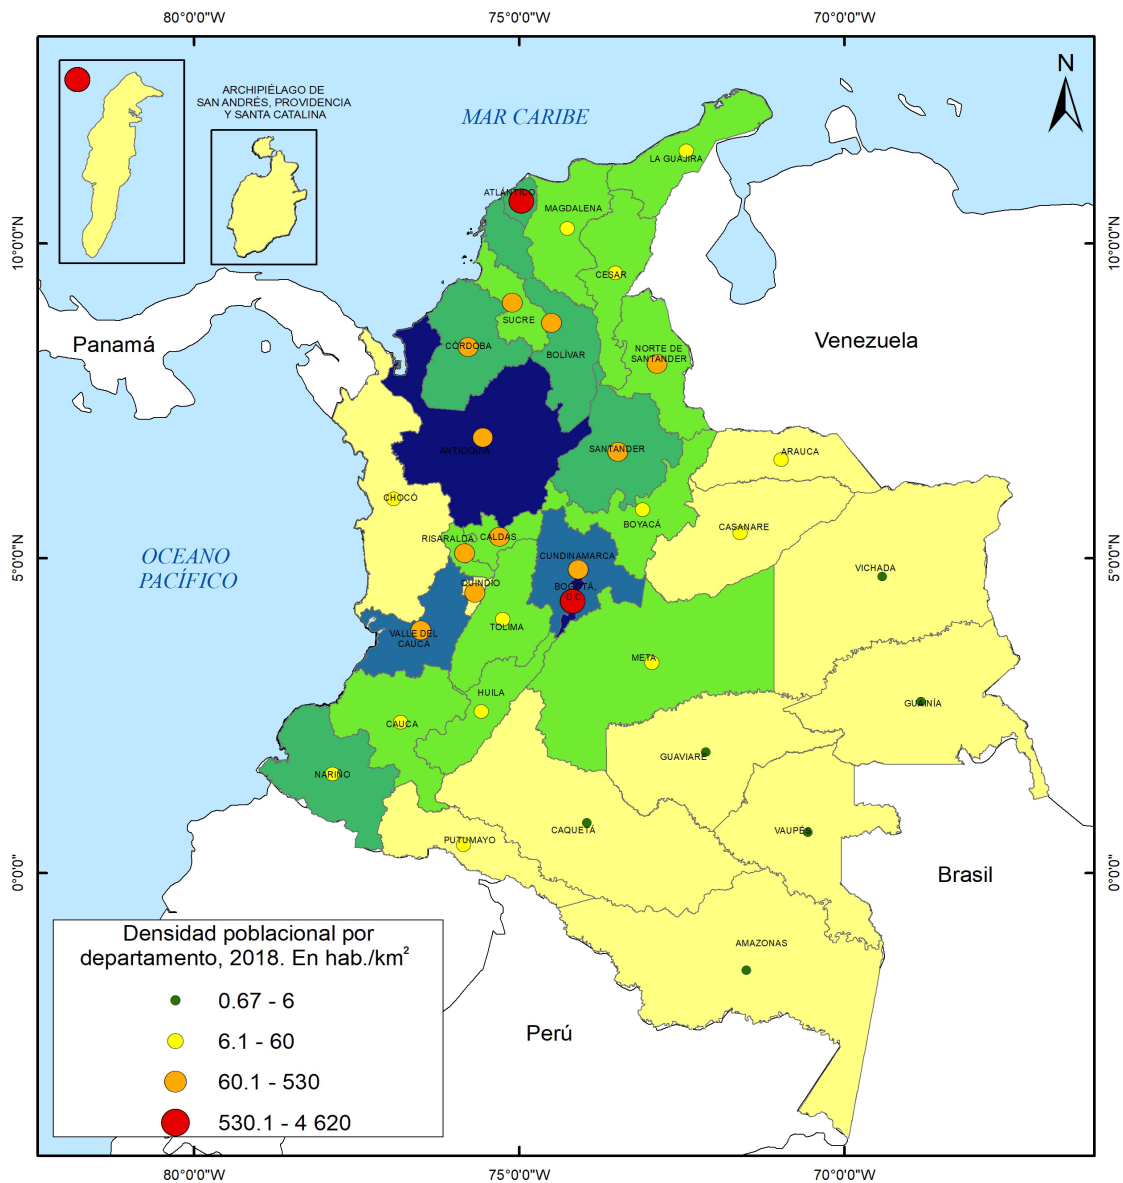 80°0'0"W
75°0'0"W
70°0'0"W
N
ARCHIPIÉLAGO DE
SAN ANDRÉS, PROVIDENCIA
Y SANTA CATALINA
MAR CARIBE
LA GUAJIRA
ATLÁNTICO
MAGDALENA
10°0'0"N
10°0'0"N
CESAR
SUCRE
Panamá
CÓRDOBA
BOLÍVAR
NORTE DE
SANTANDER
Venezuela
ANTIOQUIA
SANTANDER
ARAUCA
CHOCÓ
BOYACÁ
CASANARE
RISARALDA
CALDAS
OCEANO
PACÍFICO
CUNDINAMARCA
5°0'0"N
5°0'0"N
VICHADA
QUINDIO
BOGOTÁ,
D.C.
TOLIMA
VALLE DEL
CAUCA
META
HUILA
GUAINÍA
CAUCA
GUAVIARE
NARIÑO
CAQUETÁ
VAUPÉS
PUTUMAYO
0°0'0"
0°0'0"
Brasil
AMAZONAS
Perú
Densidad poblacional por
departamento, 2018. En hab./km²
0.67 - 6
6.1 - 60
60.1 - 530
530.1 - 4 620
80°0'0"W
75°0'0"W
70°0'0"W